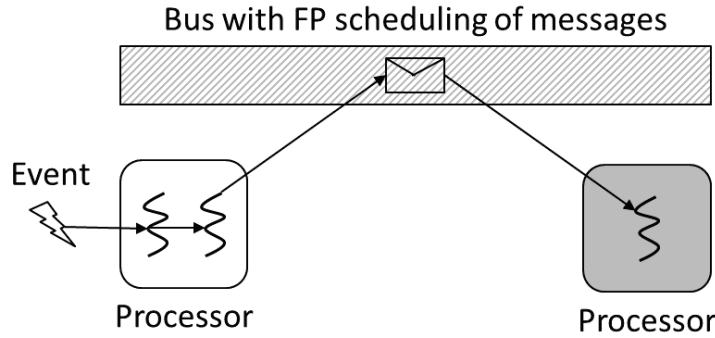 Bus with FP scheduling of messages
Event
Processor
Processor